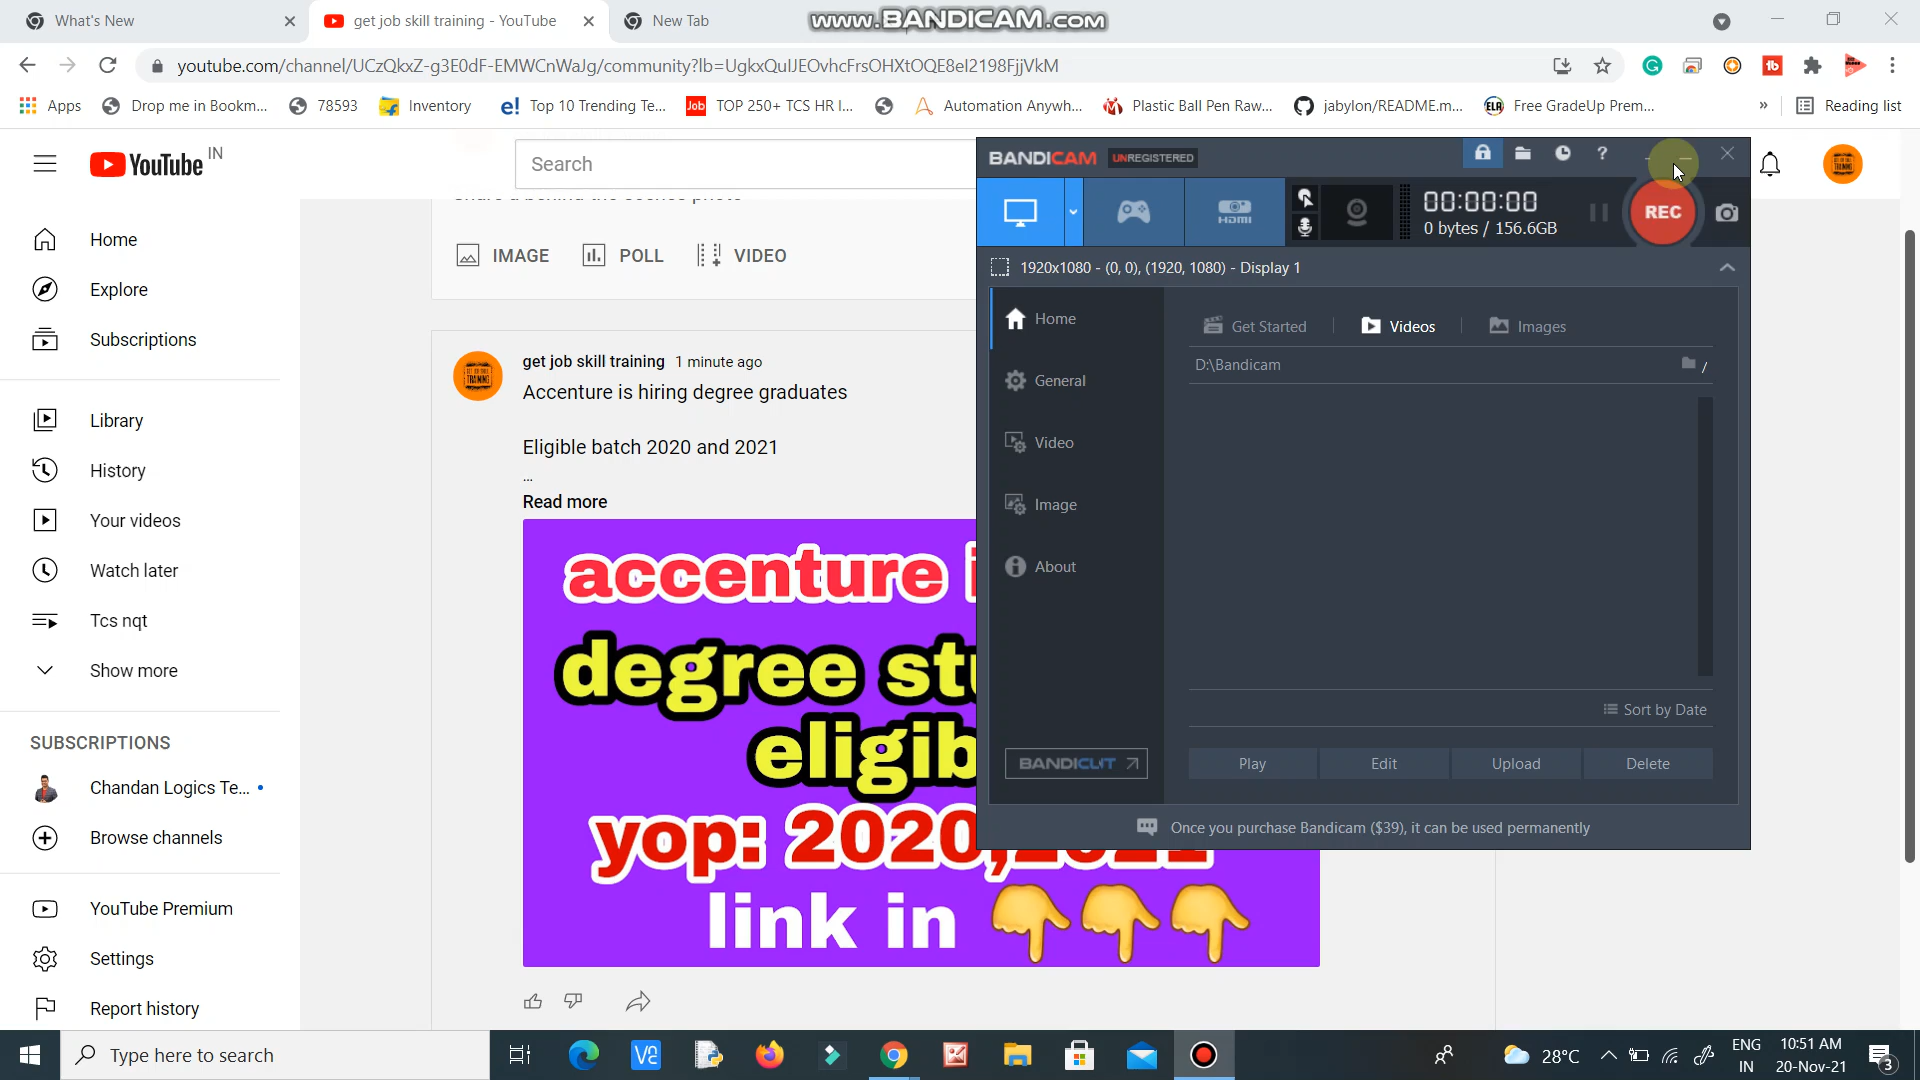 What's New
get job skill training - YouTube
New Tab
www.BANDICAM.com
youtube.com/channel/UCzQkxZ-g3E0dF-EMWCnWaJg/community?lb=UgkxQulJEOvhcFrsOHXtOQE8eI2198FjjVkM
Apps
Drop me in Bookm...
78593
Inventory
Top 10 Trending Te...
TOP 250+ TCS HR I...
Automation Anywh...
Plastic Ball Pen Raw...
jabylon/README.m...
Free GradeUp Prem...
»
Reading list
YouTube IN
Search
Home
Explore
Subscriptions
Library
History
Your videos
Watch later
Tcs nqt
Show more
SUBSCRIPTIONS
Chandan Logics Te...
Browse channels
YouTube Premium
Settings
Report history
IMAGE
POLL
VIDEO
get job skill training 1 minute ago
Accenture is hiring degree graduates
Eligible batch 2020 and 2021
...
Read more
accenture i
degree stu
eligib
yop: 2020,2021
link in 👇👇👇
BANDICAM UNREGISTERED
HDMI
00:00:00
0 bytes / 156.6GB
REC
1920x1080 - (0, 0), (1920, 1080) - Display 1
Home
General
Video
Image
About
BANDICUT
Get Started
Videos
Images
D:\Bandicam
/
Sort by Date
Play
Edit
Upload
Delete
Once you purchase Bandicam ($39), it can be used permanently
Type here to search
28°C
ENG
IN
10:51 AM
20-Nov-21
3